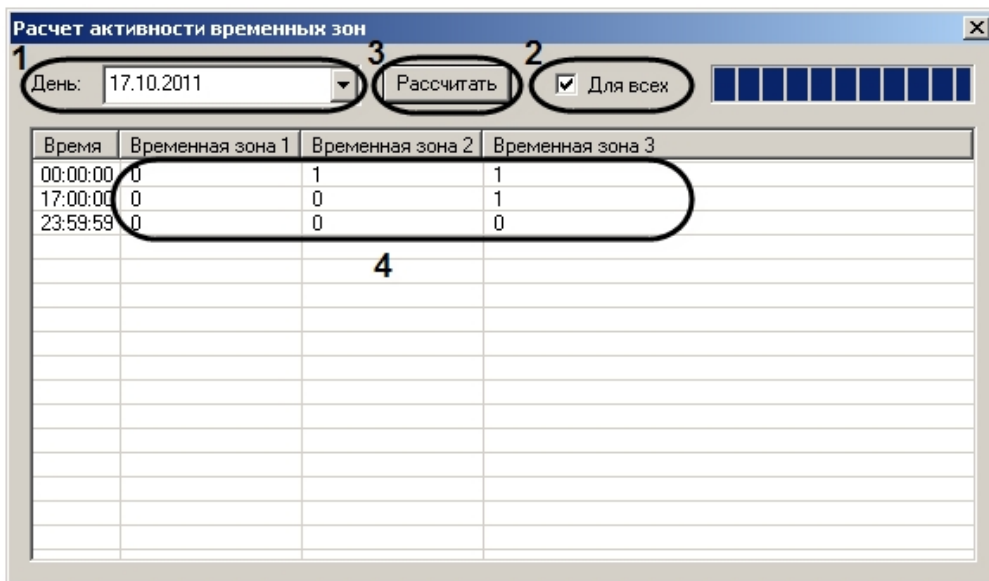 Расчет активности временных зон
1 3 2
День: 17.10.2011 Рассчитать Для всех
Время Временная зона 1 Временная зона 2 Временная зона 3
00:00:00 0 1 1
17:00:00 0 0 1
23:59:59 0 0 0
4